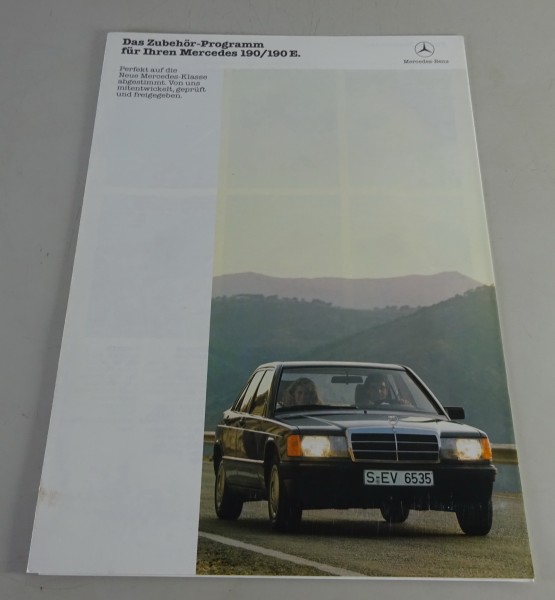 Das Zubehör-Programm
für Ihren Mercedes 190/190 E.
Mercedes-Benz
Perfekt auf die
Neue Mercedes-Klasse
abgestimmt. Von uns
mitentwickelt, geprüft
und freigegeben.
S-EV 6535